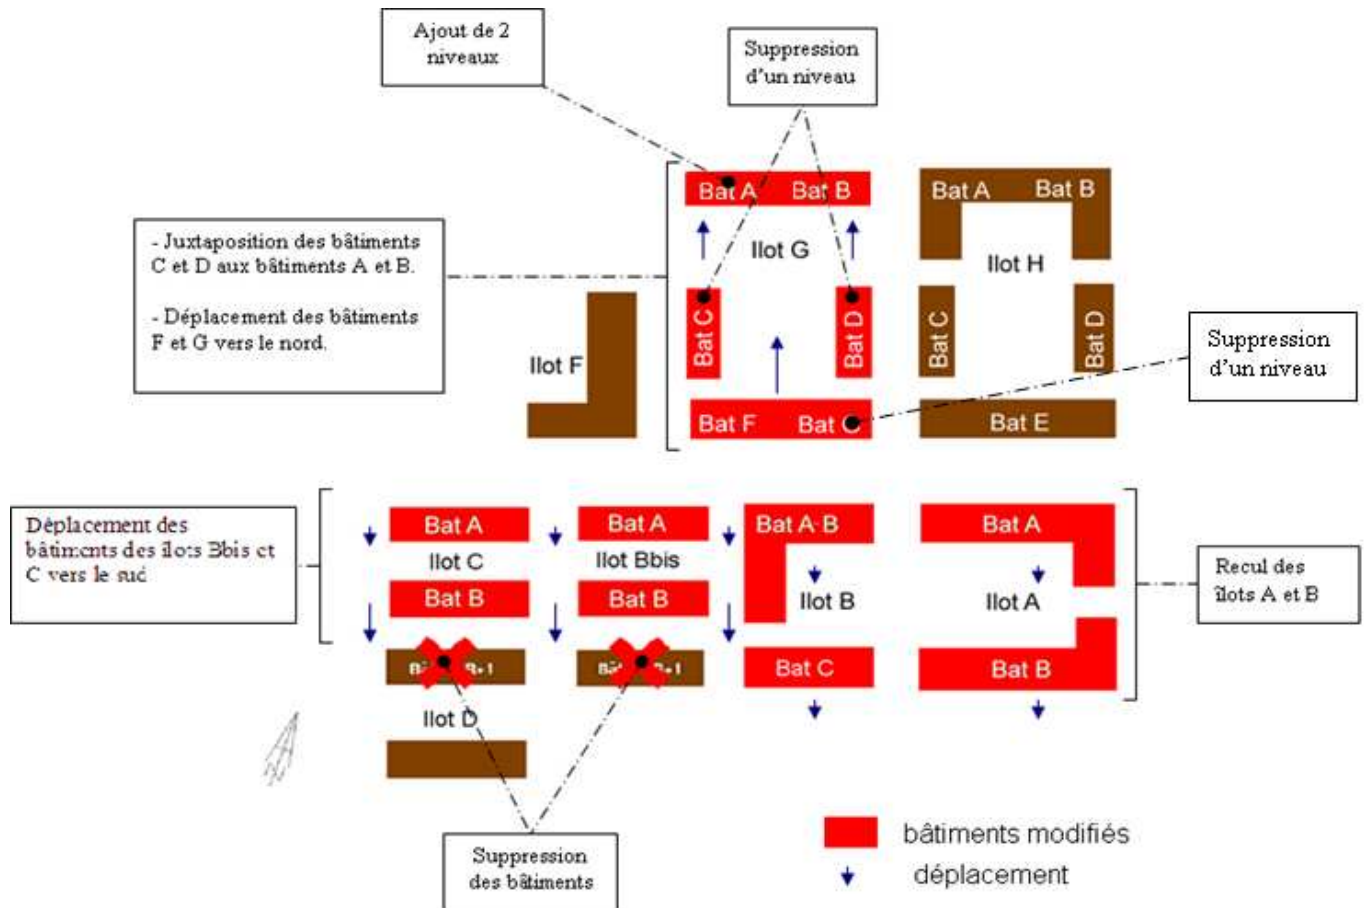 Ajout de 2
niveaux
Suppression
d'un niveau
Bat A Bat B
Bat A Bat B
- Juxtaposition des bâtiments
C et D aux bâtiments A et B.
- Déplacement des bâtiments
F et G vers le nord.
Ilot G
Ilot H
Bat C
Bat D
Bat C
Bat D
Suppression
d'un niveau
Ilot F
Bat F Bat G
Bat E
Déplacement des
bâtiments des îlots Bbis et
C vers le sud
Bat A
Bat A
Bat A-B
Bat A
Ilot C
Ilot Bbis
Bat B
Bat B
Ilot B
Ilot A
Recul des
îlots A et B
Bat C
Bat B
Ilot D
Suppression
des bâtiments
bâtiments modifiés
déplacement